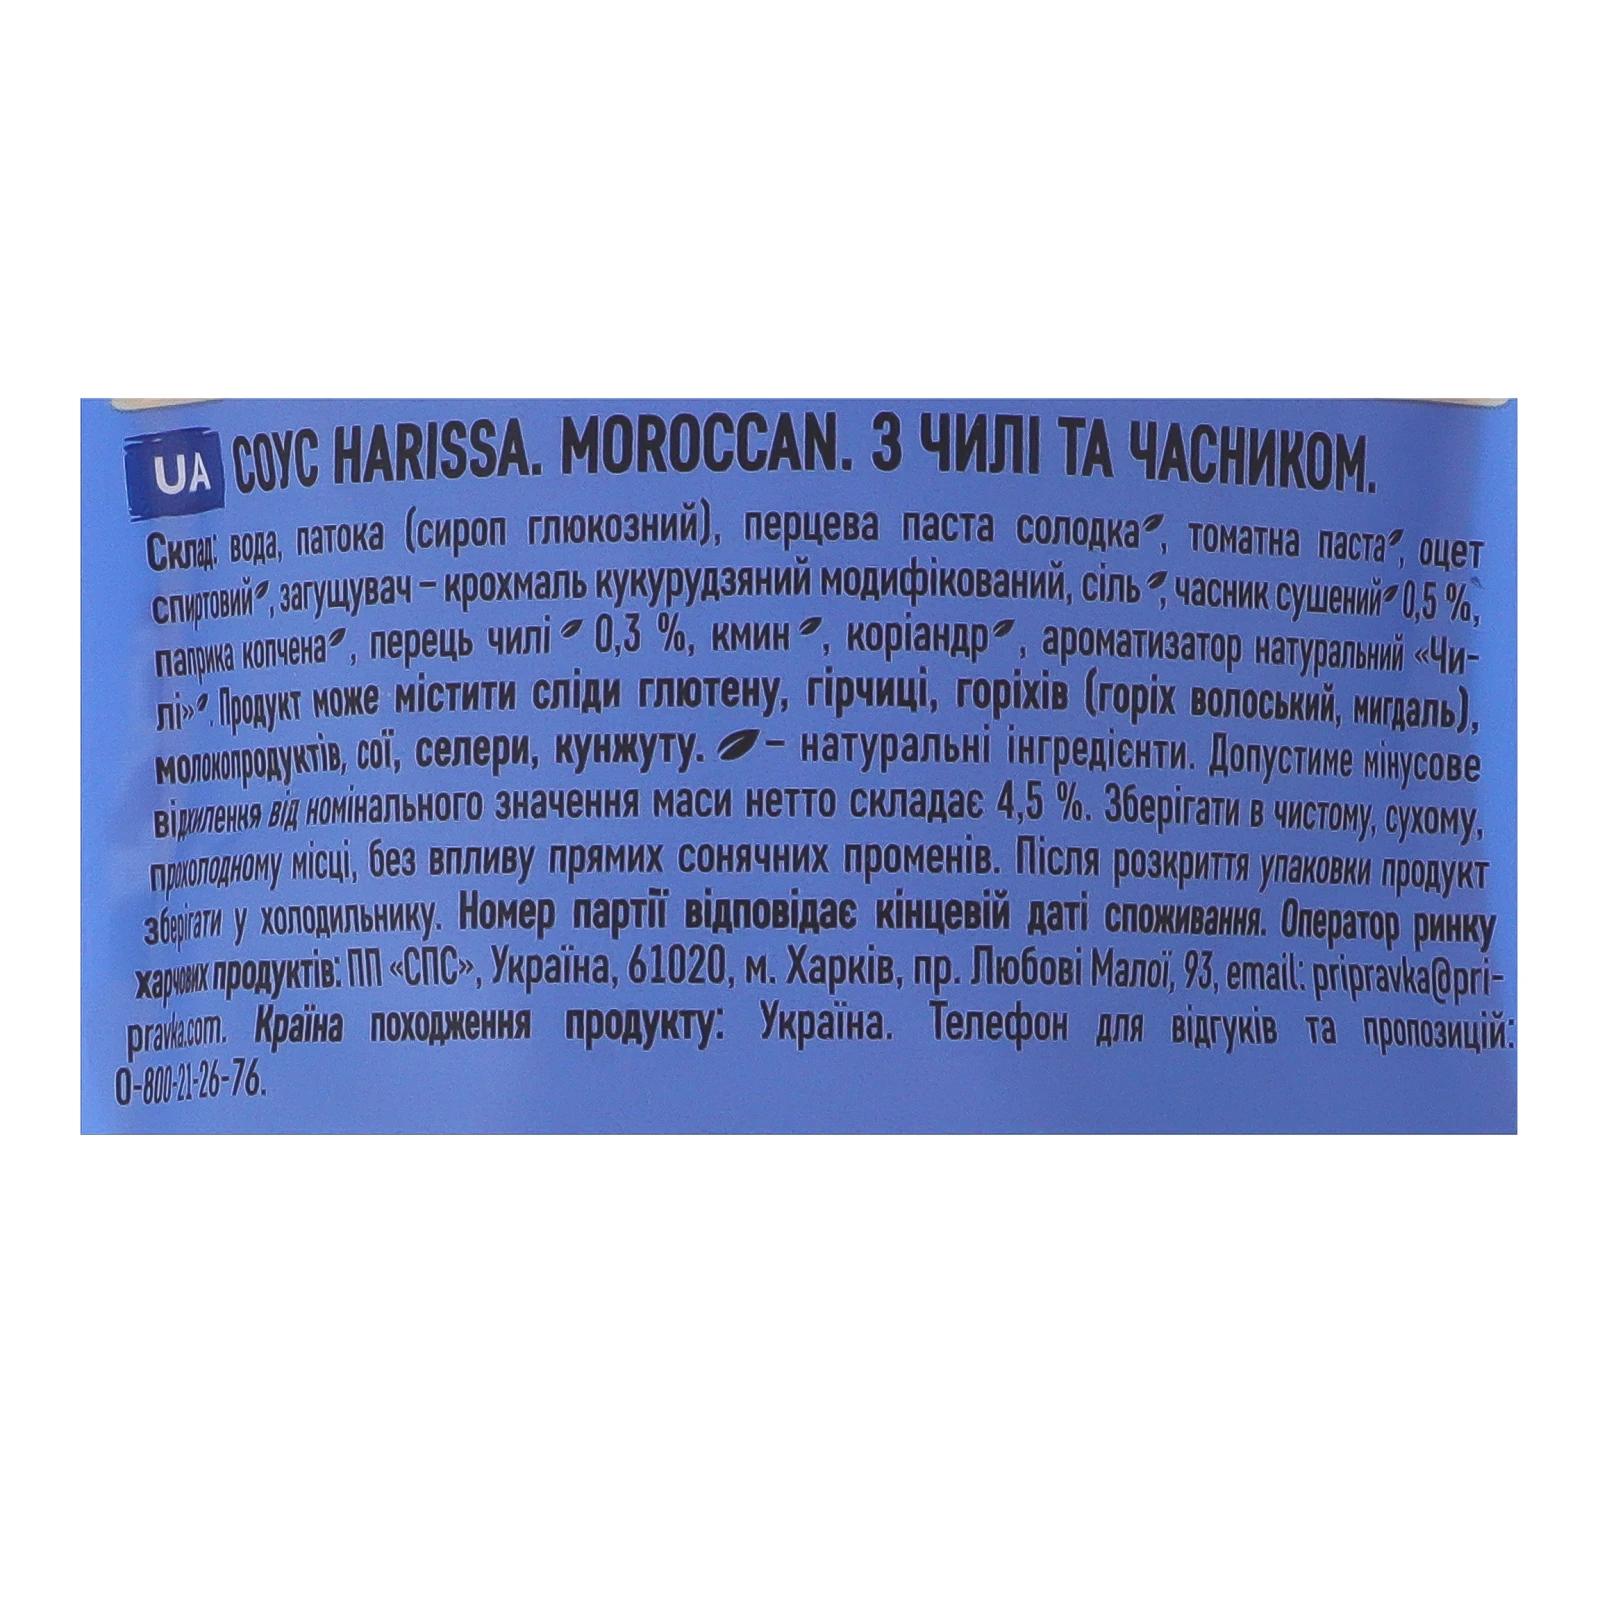 UA СОУС HARISSA. MOROCCAN. З ЧИЛІ ТА ЧАСНИКОМ.
Склад: вода, патока (сироп глюкозний), перцева паста солодка, томатна паста, оцет
спиртовий, загущувач – крохмаль кукурудзяний модифікований, сіль, часник сушений 0,5 %,
паприка копчена, перець чилі 0,3 %, кмин, коріандр, ароматизатор натуральний «Чи-
лі». Продукт може містити сліди глютену, гірчиці, горіхів (горіх волоський, мигдаль),
молокопродуктів, сої, селери, кунжуту. – натуральні інгредієнти. Допустиме мінусове
відхилення від номінального значення маси нетто складає 4,5 %. Зберігати в чистому, сухому,
прохолодному місці, без впливу прямих сонячних променів. Після розкриття упаковки продукт
зберігати у холодильнику. Номер партії відповідає кінцевій даті споживання. Оператор ринку
харчових продуктів: ПП «СПС», Україна, 61020, м. Харків, пр. Любові Малої, 93, email: pripravka@pri-
pravka.com. Країна походження продукту: Україна. Телефон для відгуків та пропозицій:
0-800-21-26-76.